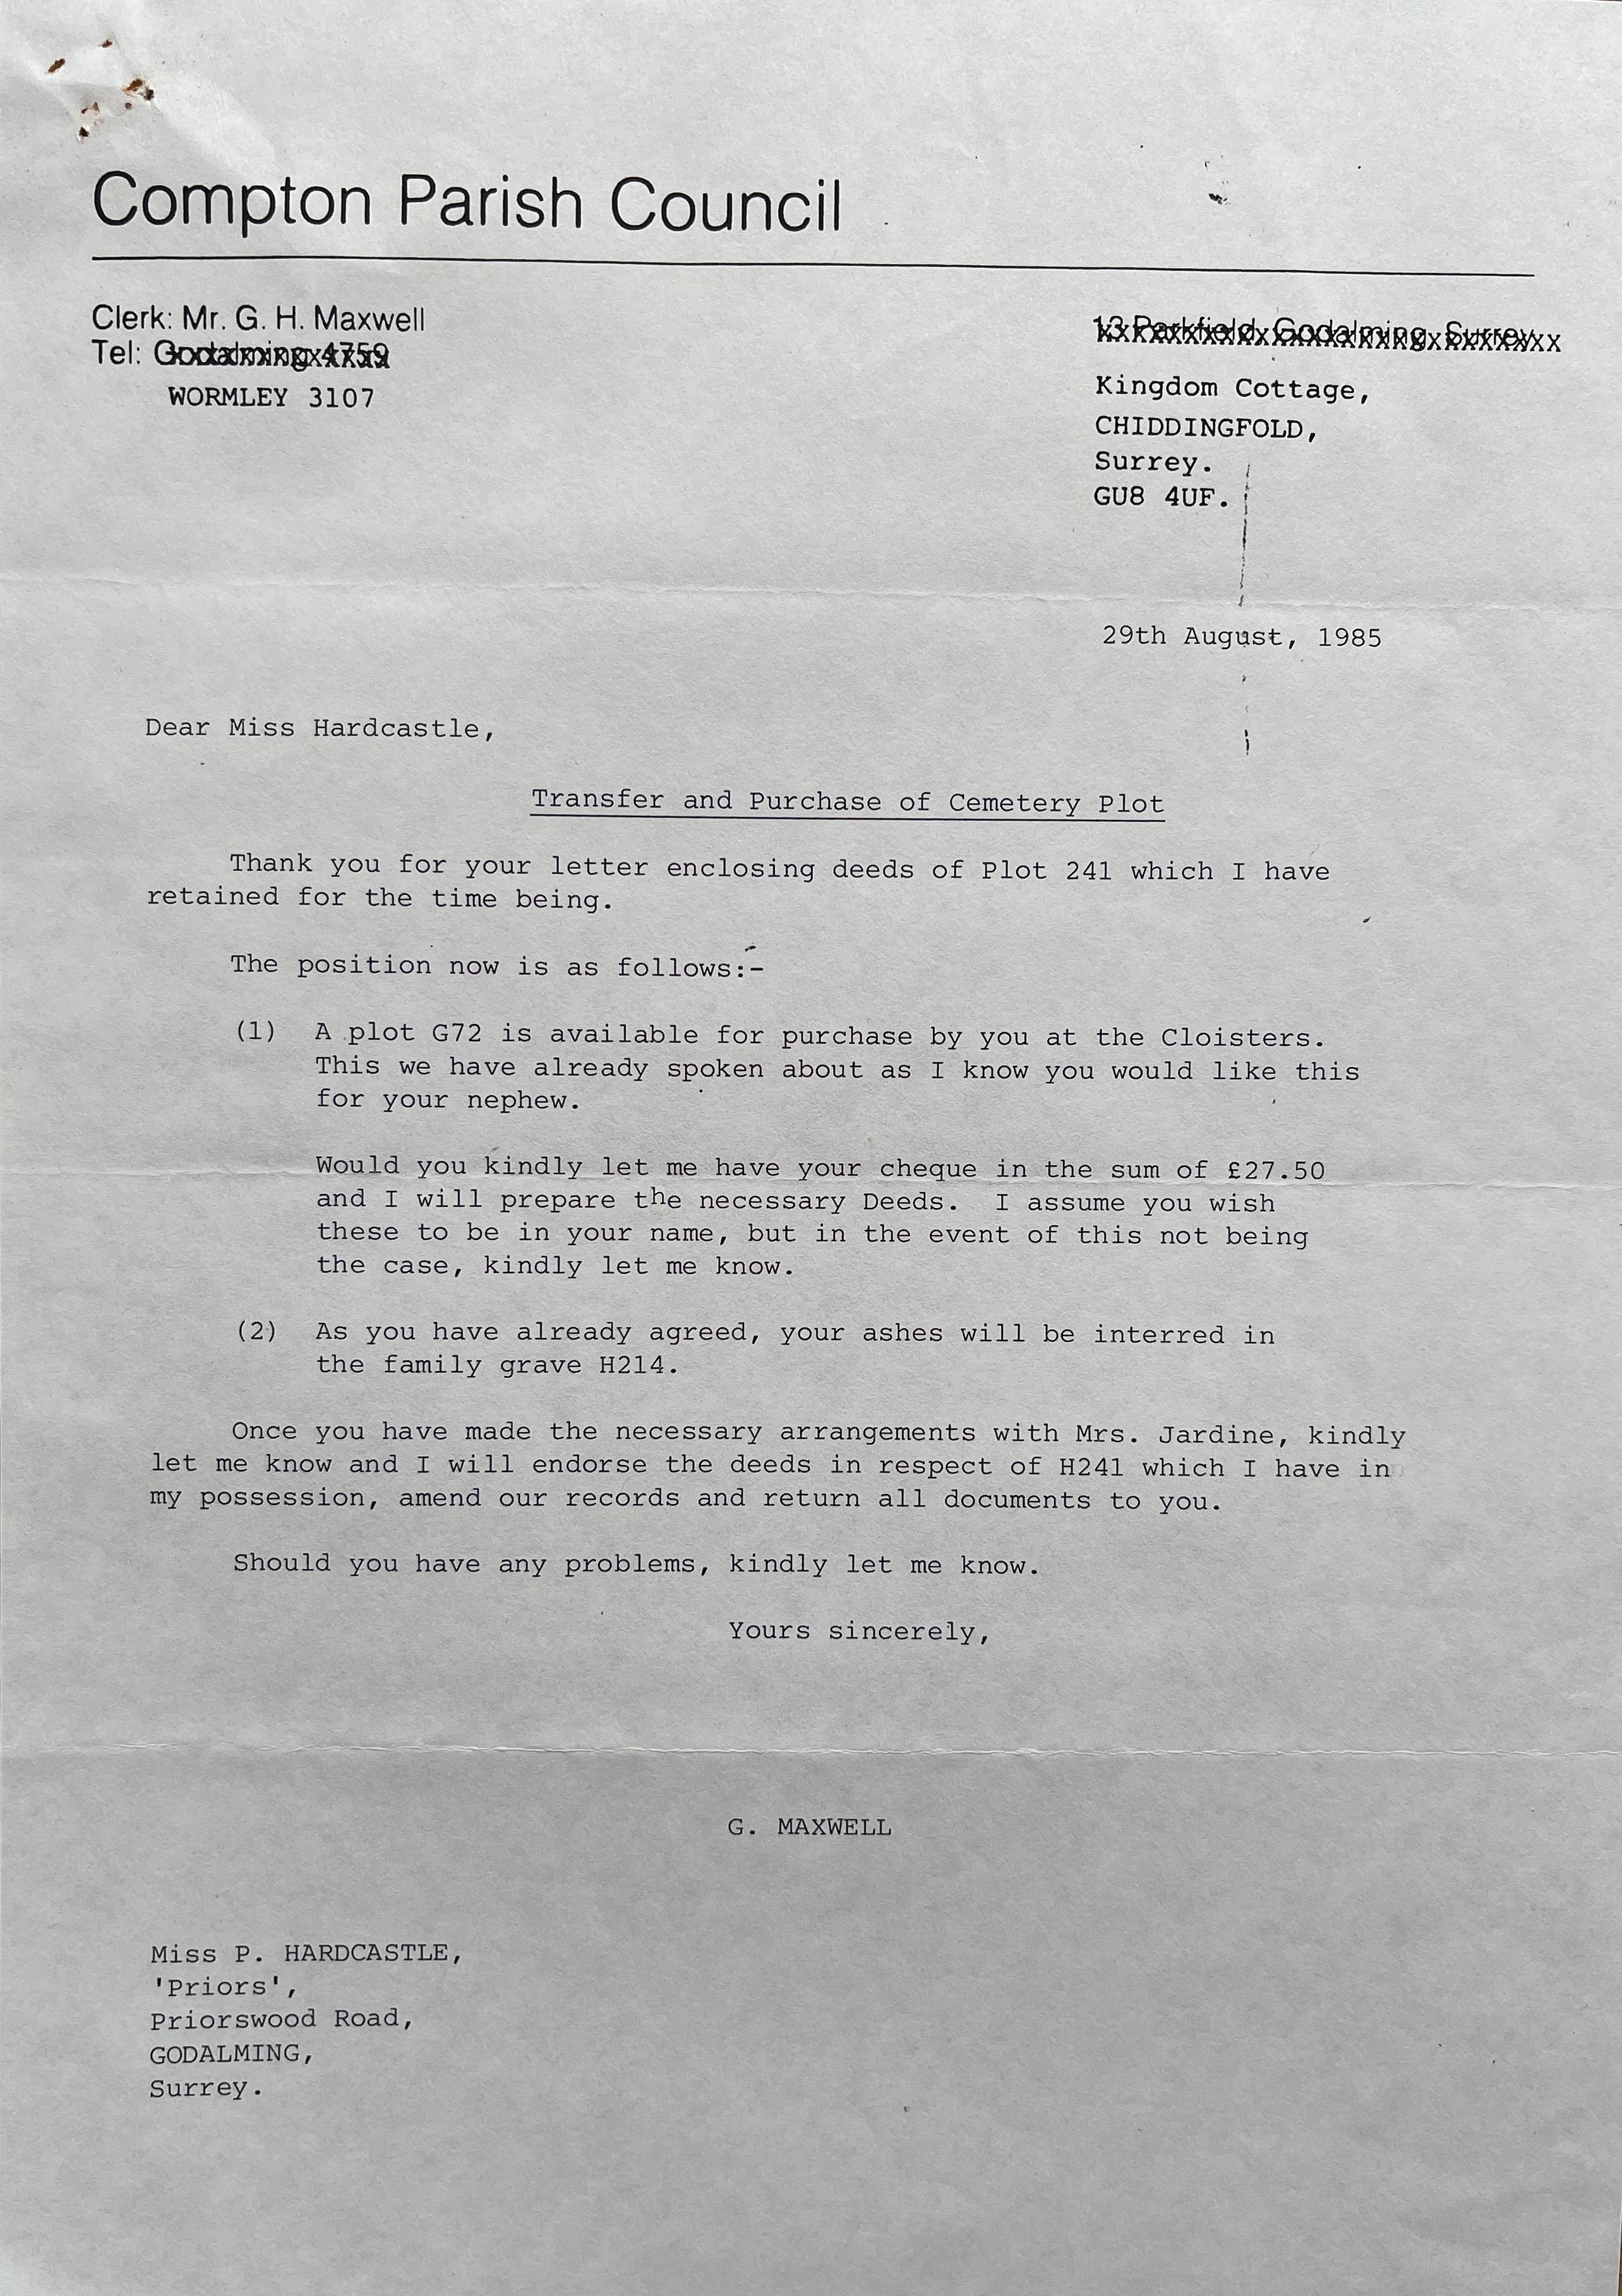 Compton Parish Council
Clerk: Mr. G. H. Maxwell
Tel: Godalming 4759
WORMLEY 3107
13 Parkfield, Godalming, Surrey
Kingdom Cottage,
CHIDDINGFOLD,
Surrey.
GU8 4UF.
29th August, 1985
Dear Miss Hardcastle,
Transfer and Purchase of Cemetery Plot
Thank you for your letter enclosing deeds of Plot 241 which I have
retained for the time being.
The position now is as follows:-
(1) A plot G72 is available for purchase by you at the Cloisters.
This we have already spoken about as I know you would like this
for your nephew.
Would you kindly let me have your cheque in the sum of £27.50
and I will prepare the necessary Deeds. I assume you wish
these to be in your name, but in the event of this not being
the case, kindly let me know.
(2) As you have already agreed, your ashes will be interred in
the family grave H214.
Once you have made the necessary arrangements with Mrs. Jardine, kindly
let me know and I will endorse the deeds in respect of H241 which I have in
my possession, amend our records and return all documents to you.
Should you have any problems, kindly let me know.
Yours sincerely,
G. MAXWELL
Miss P. HARDCASTLE,
'Priors',
Priorswood Road,
GODALMING,
Surrey.